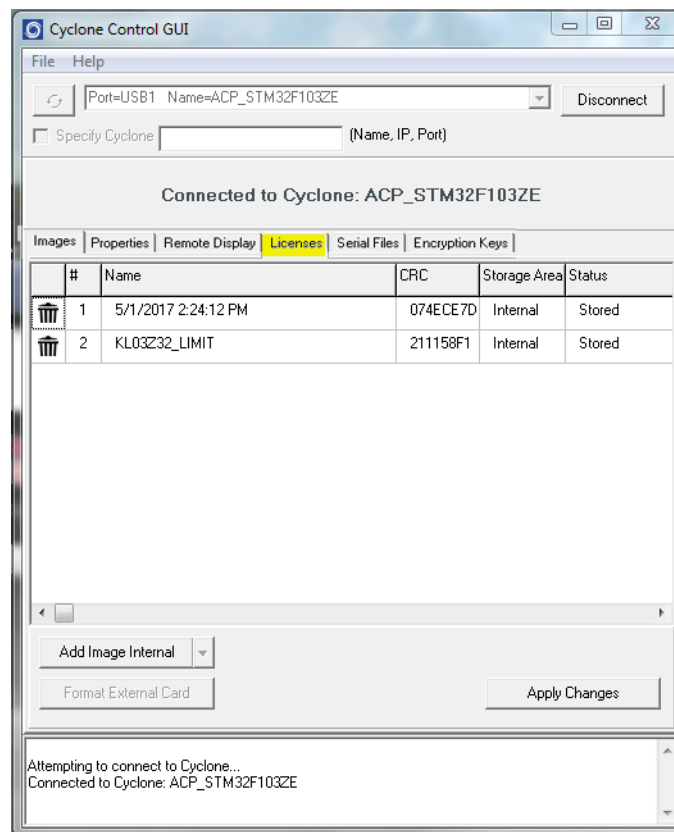 Cyclone Control GUI
File Help
Port=USB1 Name=ACP_STM32F103ZE
Disconnect
Specify Cyclone (Name, IP, Port)
Connected to Cyclone: ACP_STM32F103ZE
Images Properties Remote Display Licenses Serial Files Encryption Keys
# Name CRC Storage Area Status
1 5/1/2017 2:24:12 PM 074ECE7D Internal Stored
2 KL03Z32_LIMIT 211158F1 Internal Stored
Add Image Internal
Format External Card Apply Changes
Attempting to connect to Cyclone...
Connected to Cyclone: ACP_STM32F103ZE